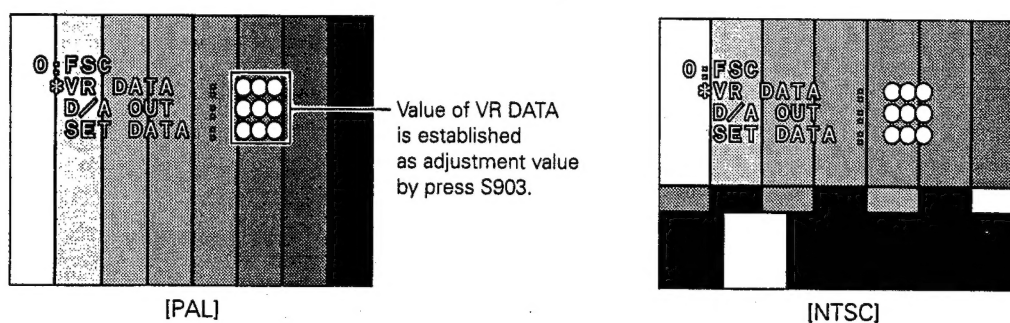 0:FSC
*VR DATA :
D/A OUT :
SET DATA :
Value of VR DATA
is established
as adjustment value
by press S903.
[PAL]
0:FSC
*VR DATA :
D/A OUT :
SET DATA :
[NTSC]